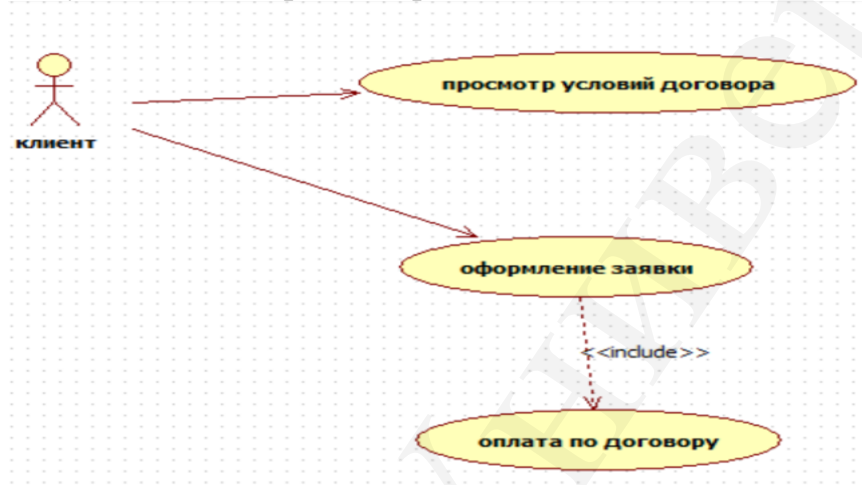 просмотр условий договора
клиент
оформление заявки
<<include>>
оплата по договору